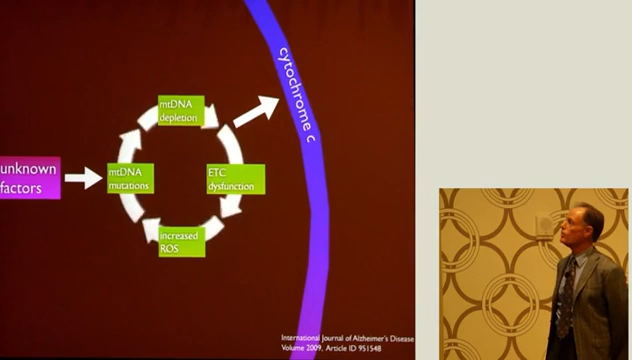 cytochrome c
mtDNA
depletion
unknown
factors
mtDNA
mutations
ETC
dysfunction
increased
ROS
International Journal of Alzheimer's Disease
Volume 2009, Article ID 951548